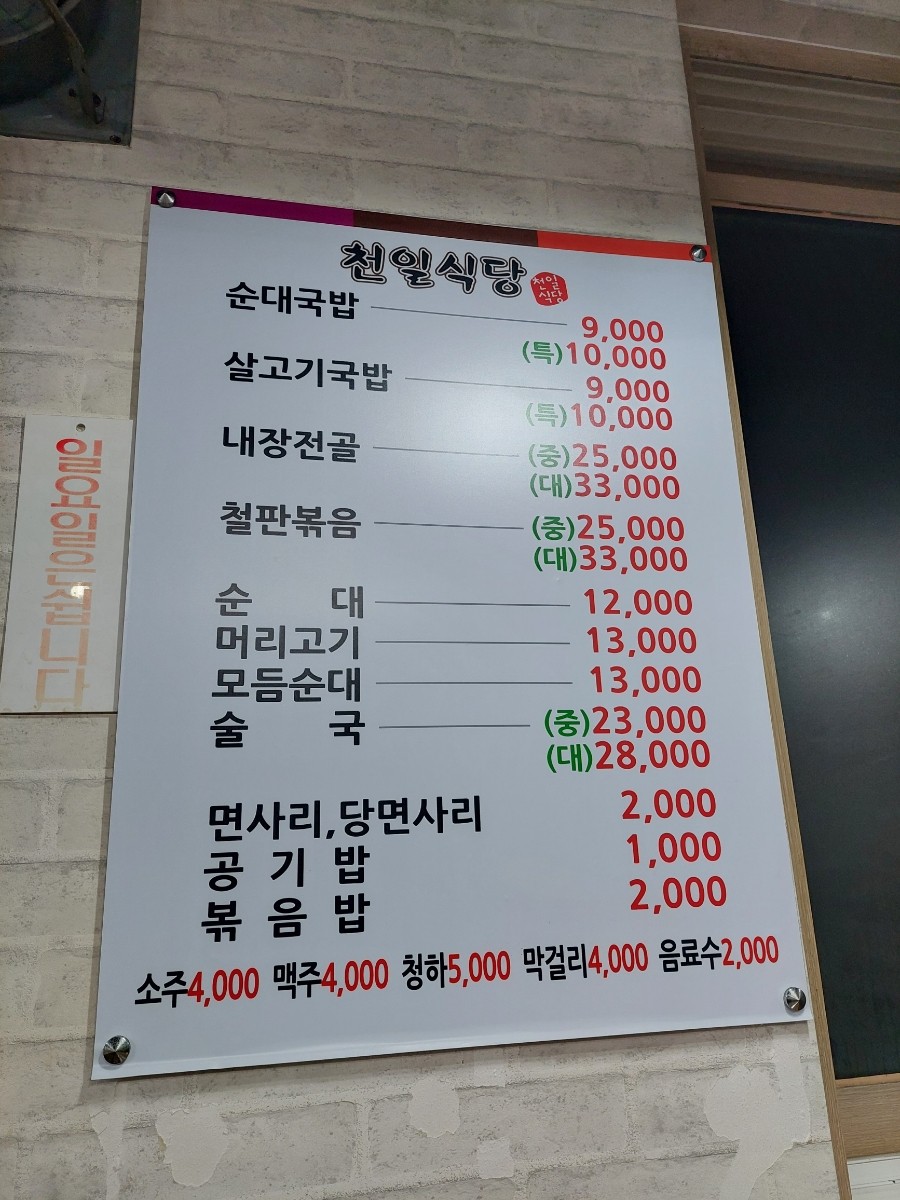 천일식당
천일
식당
순대국밥 9,000
(특)10,000
살고기국밥 9,000
(특)10,000
내장전골 (중)25,000
(대)33,000
철판볶음 (중)25,000
(대)33,000
순 대 12,000
머리고기 13,000
모듬순대 13,000
술 국 (중)23,000
(대)28,000
면사리,당면사리 2,000
공 기 밥 1,000
볶 음 밥 2,000
소주4,000 맥주4,000 청하5,000 막걸리4,000 음료수2,000
일요일은쉽니다